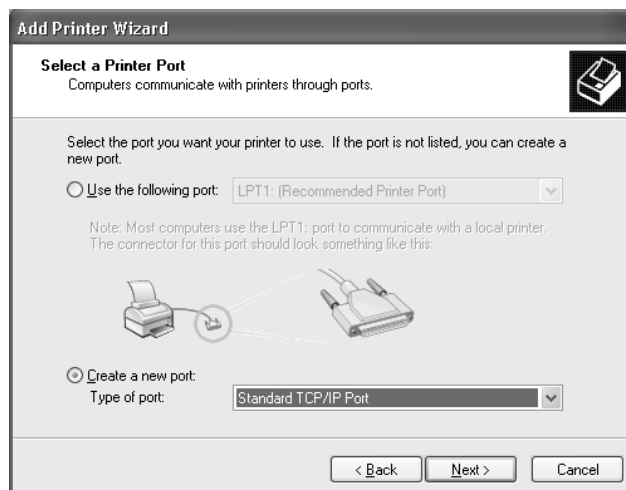 Add Printer Wizard
Select a Printer Port
Computers communicate with printers through ports.
Select the port you want your printer to use. If the port is not listed, you can create a
new port.
Use the following port: LPT1: (Recommended Printer Port)
Note: Most computers use the LPT1: port to communicate with a local printer.
The connector for this port should look something like this:
Create a new port:
Type of port: Standard TCP/IP Port
< Back Next > Cancel